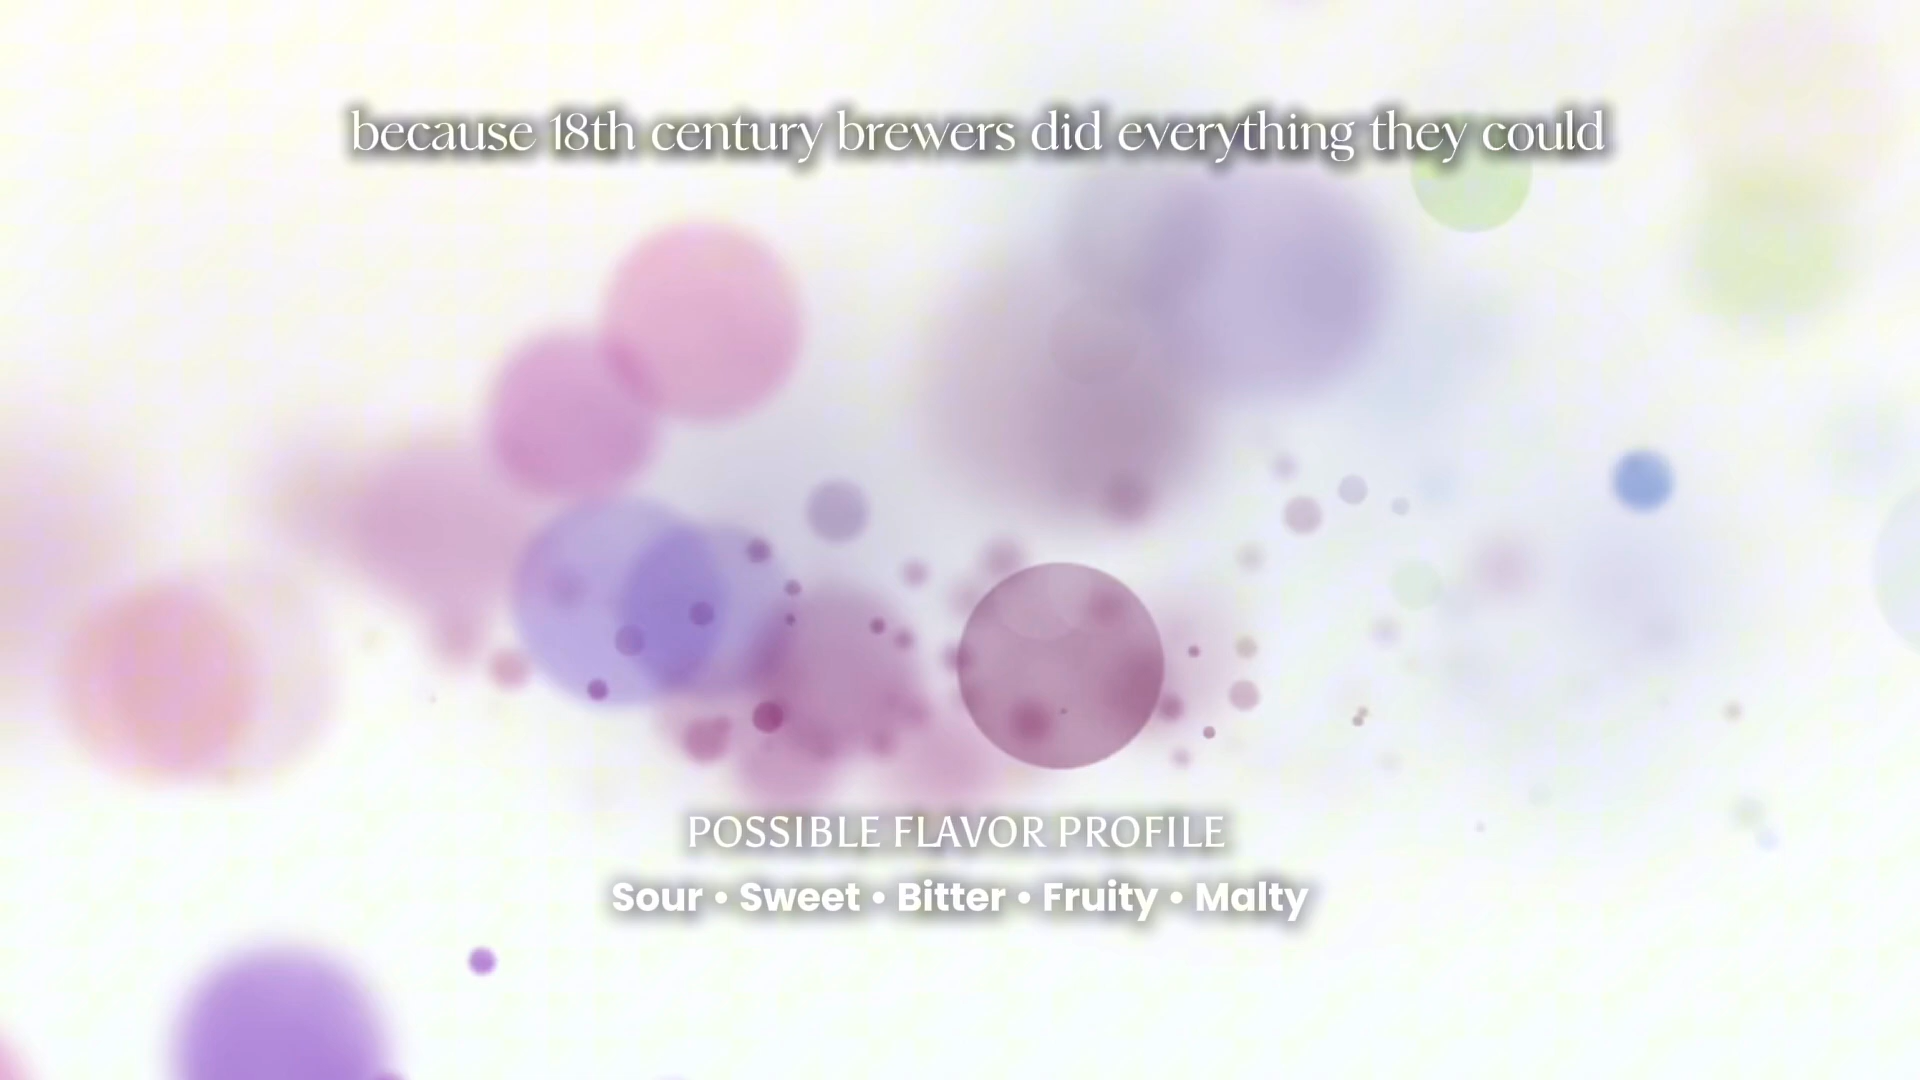 because 18th century brewers did everything they could
POSSIBLE FLAVOR PROFILE
Sour • Sweet • Bitter • Fruity • Malty